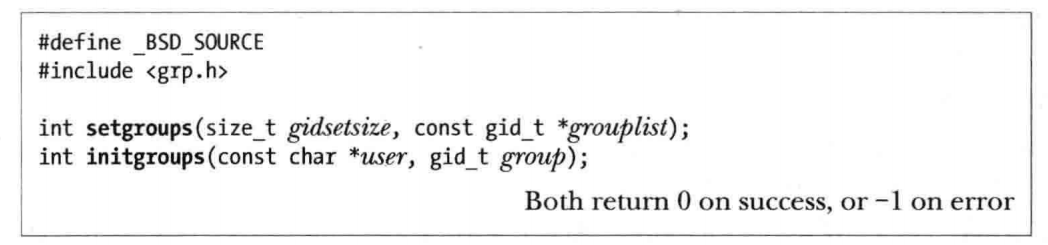 #define _BSD_SOURCE
#include <grp.h>
int setgroups(size_t gidsetsize, const gid_t *grouplist);
int initgroups(const char *user, gid_t group);
Both return 0 on success, or −1 on error